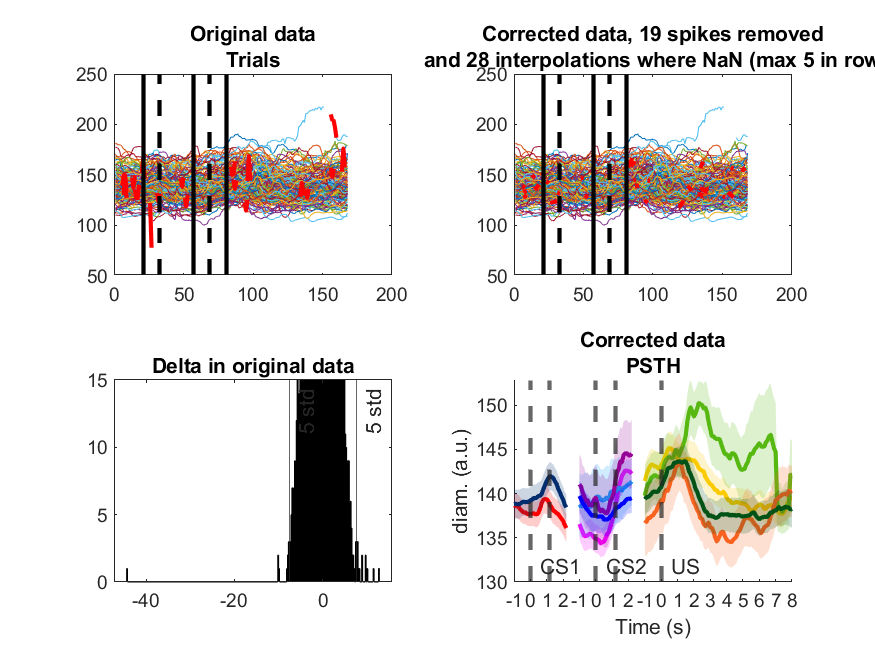 Original data
Trials
250
200
150
100
50
0 50 100 150 200
Corrected data, 19 spikes removed
and 28 interpolations where NaN (max 5 in row
250
200
150
100
50
0 50 100 150 200
Delta in original data
15
10
5
0
-40 -20 0
5 std
5 std
Corrected data
PSTH
diam. (a.u.)
150
145
140
135
130
CS1 CS2 US
-1 0 1 2 -1 0 1 2 -1 0 1 2 3 4 5 6 7 8
Time (s)